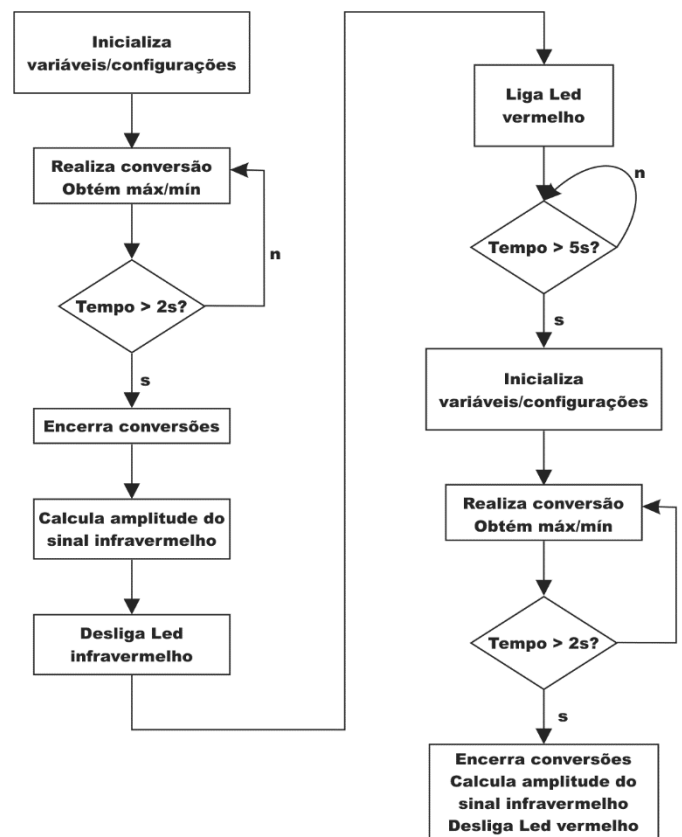 Inicializa
variáveis/configurações
Realiza conversão
Obtém máx/mín
n
Tempo > 2s?
s
Encerra conversões
Calcula amplitude do
sinal infravermelho
Desliga Led
infravermelho
Liga Led
vermelho
n
Tempo > 5s?
s
Inicializa
variáveis/configurações
Realiza conversão
Obtém máx/mín
Tempo > 2s?
s
Encerra conversões
Calcula amplitude do
sinal infravermelho
Desliga Led vermelho